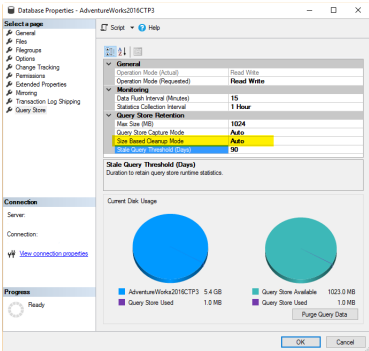 Database Properties - AdventureWorks2016CTP3
Select a page
General
Files
Filegroups
Options
Change Tracking
Permissions
Extended Properties
Mirroring
Transaction Log Shipping
Query Store
Script
Help
General
Operation Mode (Actual) Read Write
Operation Mode (Requested) Read Write
Monitoring
Data Flush Interval (Minutes) 15
Statistics Collection Interval 1 Hour
Query Store Retention
Max Size (MB) 1024
Query Store Capture Mode Auto
Size Based Cleanup Mode Auto
Stale Query Threshold (Days) 90
Stale Query Threshold (Days)
Duration to retain query store runtime statistics.
Connection
Server:
Connection:
View connection properties
Progress
Ready
Current Disk Usage
AdventureWorks2016CTP3 5.4 GB
Query Store Used 1.0 MB
Query Store Available 1023.0 MB
Query Store Used 1.0 MB
Purge Query Data
OK
Cancel